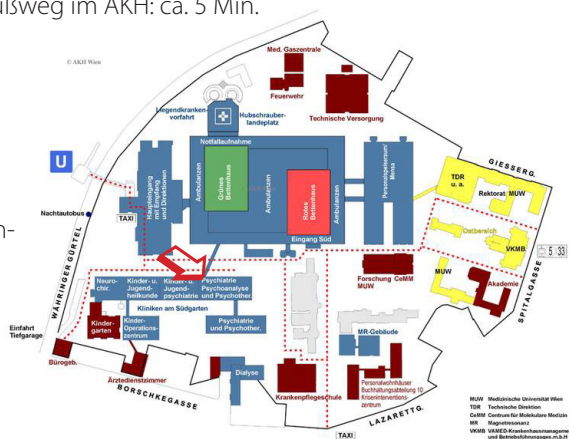 ußweg im AKH: ca. 5 Min.
n-
© AKH Wien
Med. Gaszentrale
Feuerwehr
Technische Versorgung
Liegendkranken-
vorfahrt
Hubschrauber-
landeplatz
Notfallaufnahme
U
Nachtautobus
TAXI
Haupteingang
mit Empfang
und Direktionen
Ambulanzen
Grünes
Bettenhaus
Ambulanzen
Rotes
Bettenhaus
Ambulanzen
Eingang Süd
Personalspeiseraum/
Mensa
TDR
u. a.
Rektorat MUW
GIESSERG.
Ostbereich
VKMB
MUW
Akademie
5 33
SPITALGASSE
Forschung CeMM
MUW
WÄHRINGER GÜRTEL
Neuro-
chir.
Kinder- u.
Jugend-
heilkunde
Kinder- u.
Jugend-
psychiatrie
Psychiatrie
Psychoanalyse
und Psychother.
Kliniken am Südgarten
Kinder-
garten
Kinder-
Operations-
zentrum
Psychiatrie
und Psychother.
MR-Gebäude
Einfahrt
Tiefgarage
Bürogeb.
Ärztedienstzimmer
BORSCHKEGASSE
Dialyse
Krankenpflegeschule
Personalwohnhäuser
Buchhaltungsabteilung 10
Kriseninterventions-
zentrum
LAZARETTG.
TAXI
MUW Medizinische Universität Wien
TDR Technische Direktion
CeMM Centrum für Molekulare Medizin
MR Magnetresonanz
VKMB VAMED-Krankenhausmanageme
und Betriebsführungsges.m.b.H